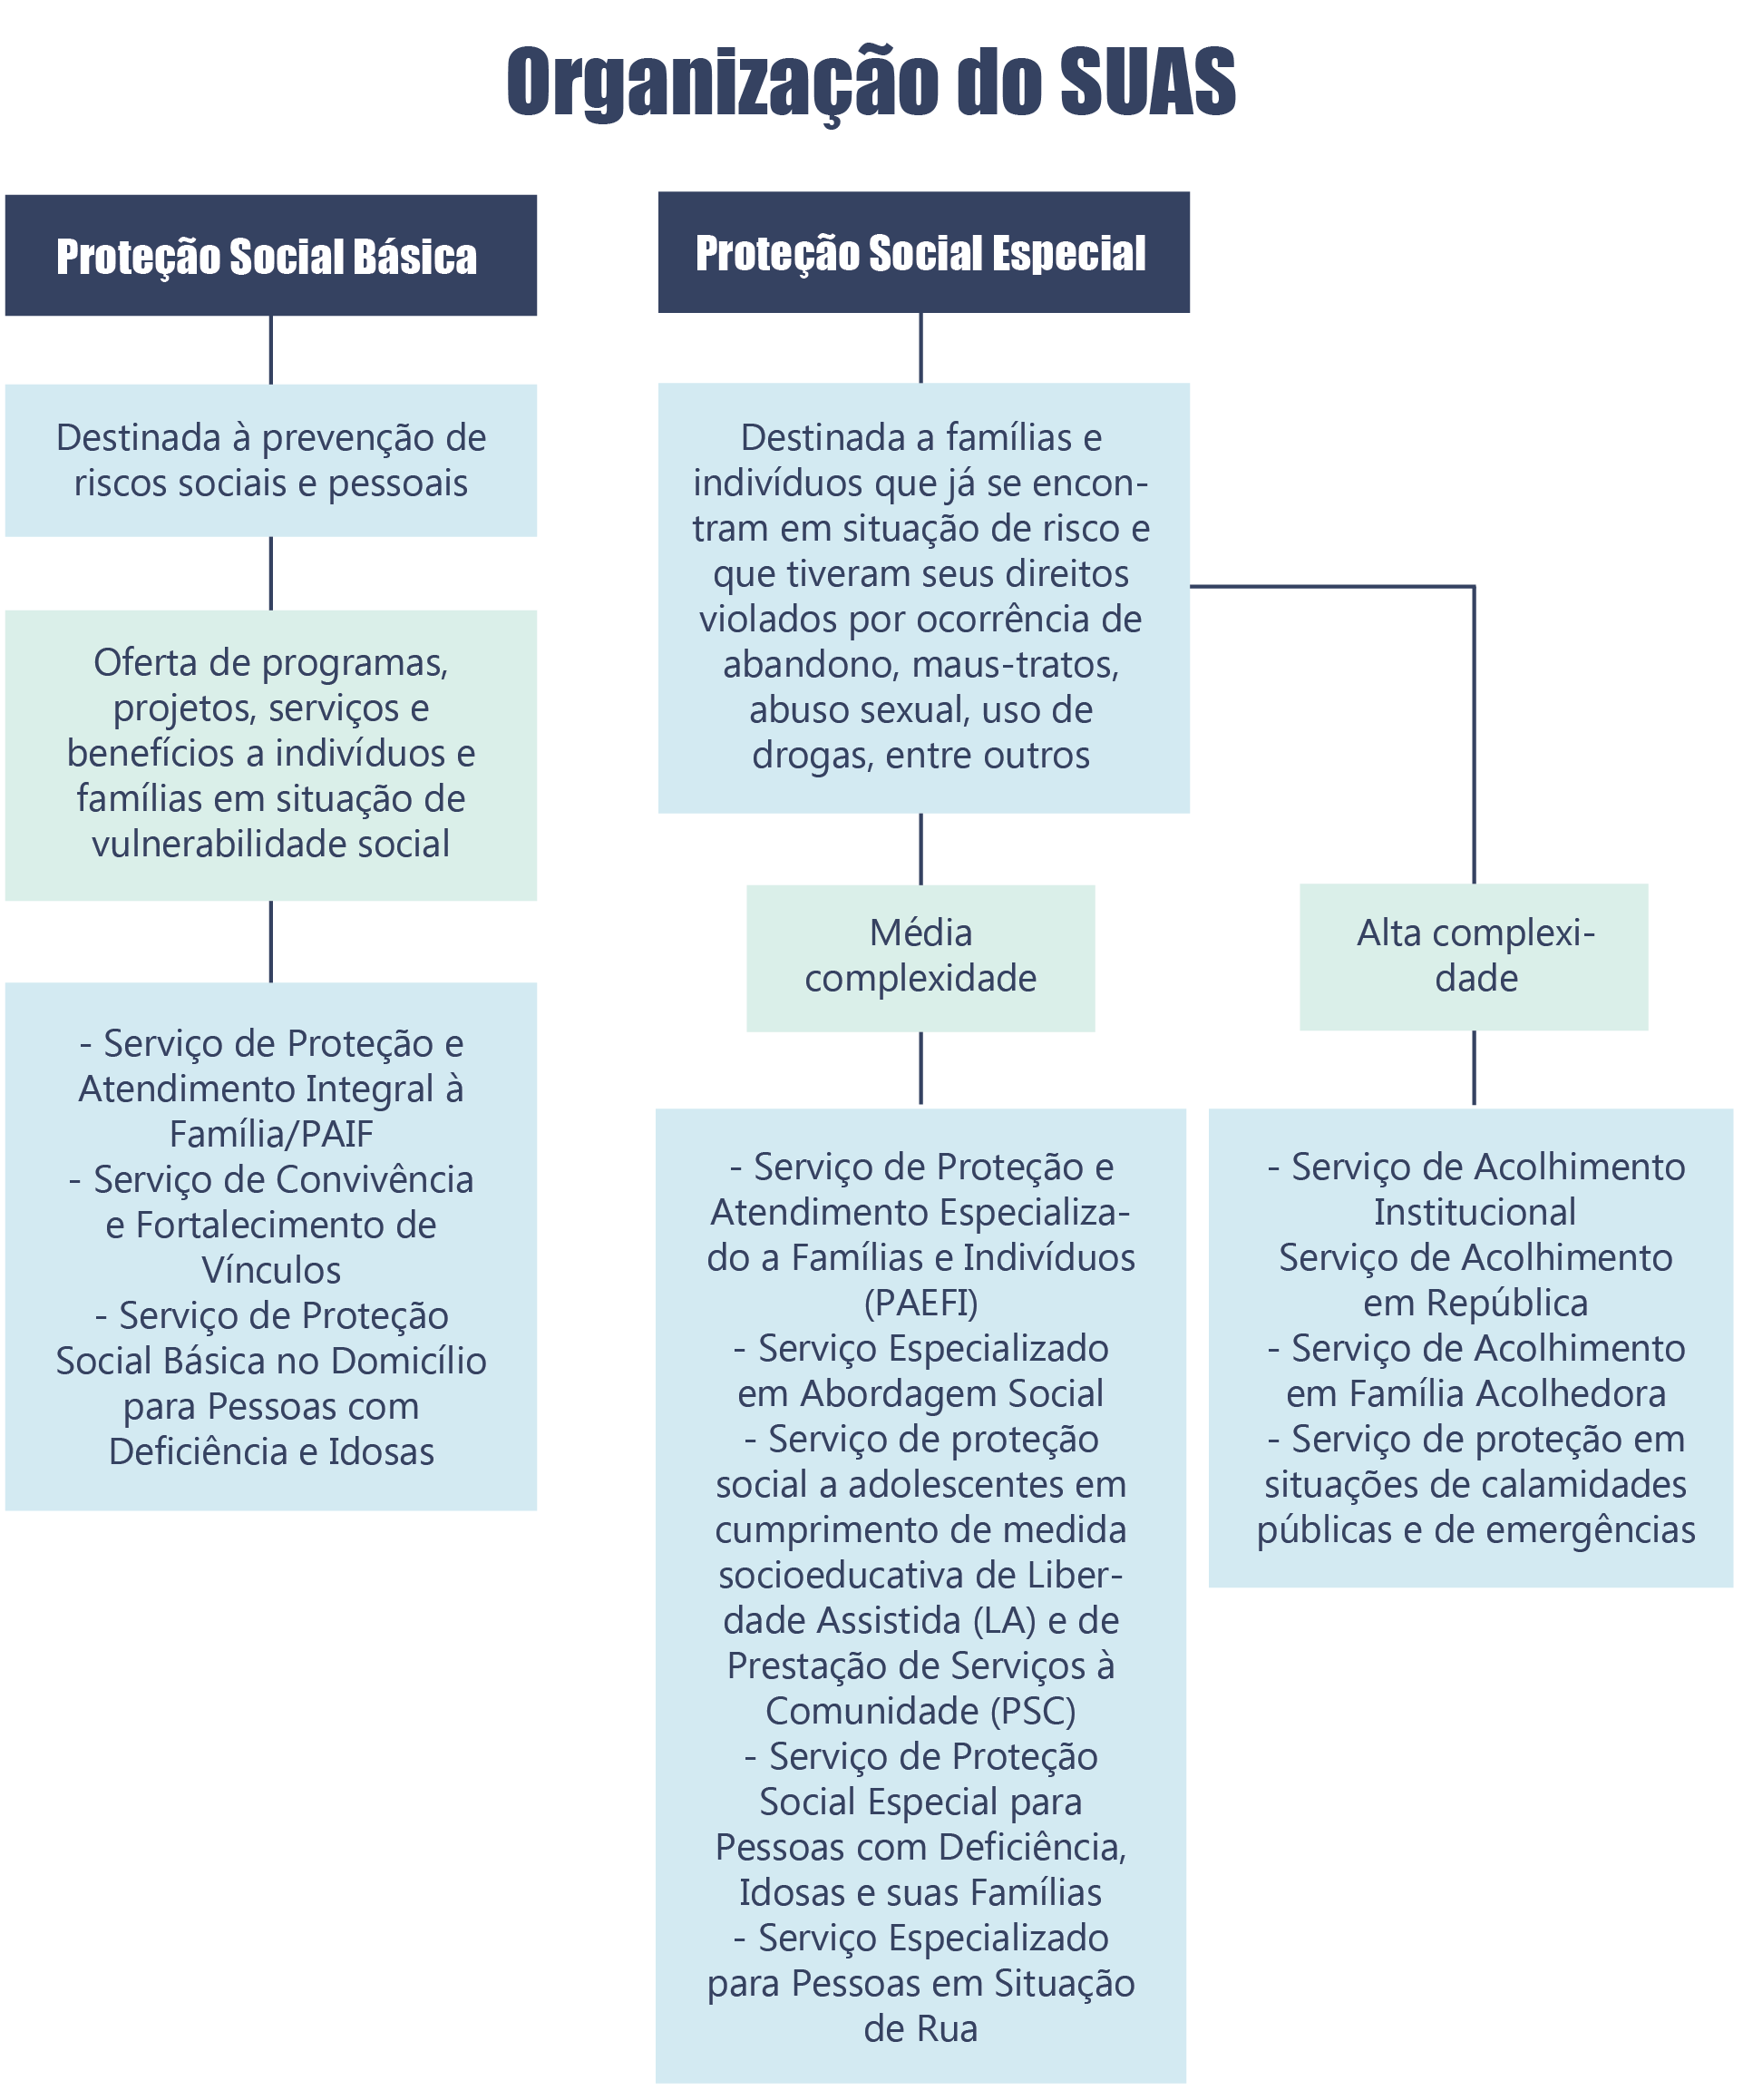 Organização do SUAS
Proteção Social Básica
Destinada à prevenção de
riscos sociais e pessoais
Oferta de programas,
projetos, serviços e
benefícios a indivíduos e
famílias em situação de
vulnerabilidade social
- Serviço de Proteção e
Atendimento Integral à
Família/PAIF
- Serviço de Convivência
e Fortalecimento de
Vínculos
- Serviço de Proteção
Social Básica no Domicílio
para Pessoas com
Deficiência e Idosas
Proteção Social Especial
Destinada a famílias e
indivíduos que já se encon-
tram em situação de risco e
que tiveram seus direitos
violados por ocorrência de
abandono, maus-tratos,
abuso sexual, uso de
drogas, entre outros
Média
complexidade
- Serviço de Proteção e
Atendimento Especializa-
do a Famílias e Indivíduos
(PAEFI)
- Serviço Especializado
em Abordagem Social
- Serviço de proteção
social a adolescentes em
cumprimento de medida
socioeducativa de Liber-
dade Assistida (LA) e de
Prestação de Serviços à
Comunidade (PSC)
- Serviço de Proteção
Social Especial para
Pessoas com Deficiência,
Idosas e suas Famílias
- Serviço Especializado
para Pessoas em Situação
de Rua
Alta complexi-
dade
- Serviço de Acolhimento
Institucional
Serviço de Acolhimento
em República
- Serviço de Acolhimento
em Família Acolhedora
- Serviço de proteção em
situações de calamidades
públicas e de emergências